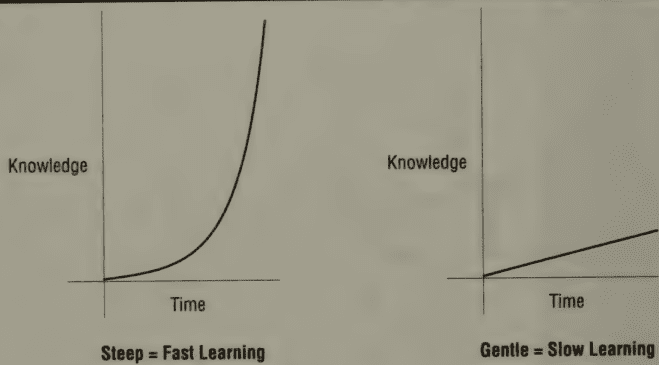 Knowledge
Time
Steep = Fast Learning
Knowledge
Time
Gentle = Slow Learning